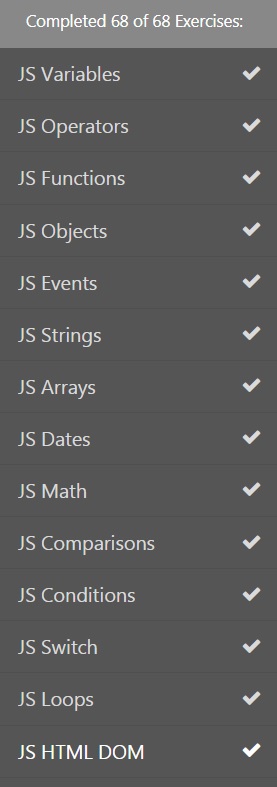 Completed 68 of 68 Exercises:
JS Variables
JS Operators
JS Functions
JS Objects
JS Events
JS Strings
JS Arrays
JS Dates
JS Math
JS Comparisons
JS Conditions
JS Switch
JS Loops
JS HTML DOM